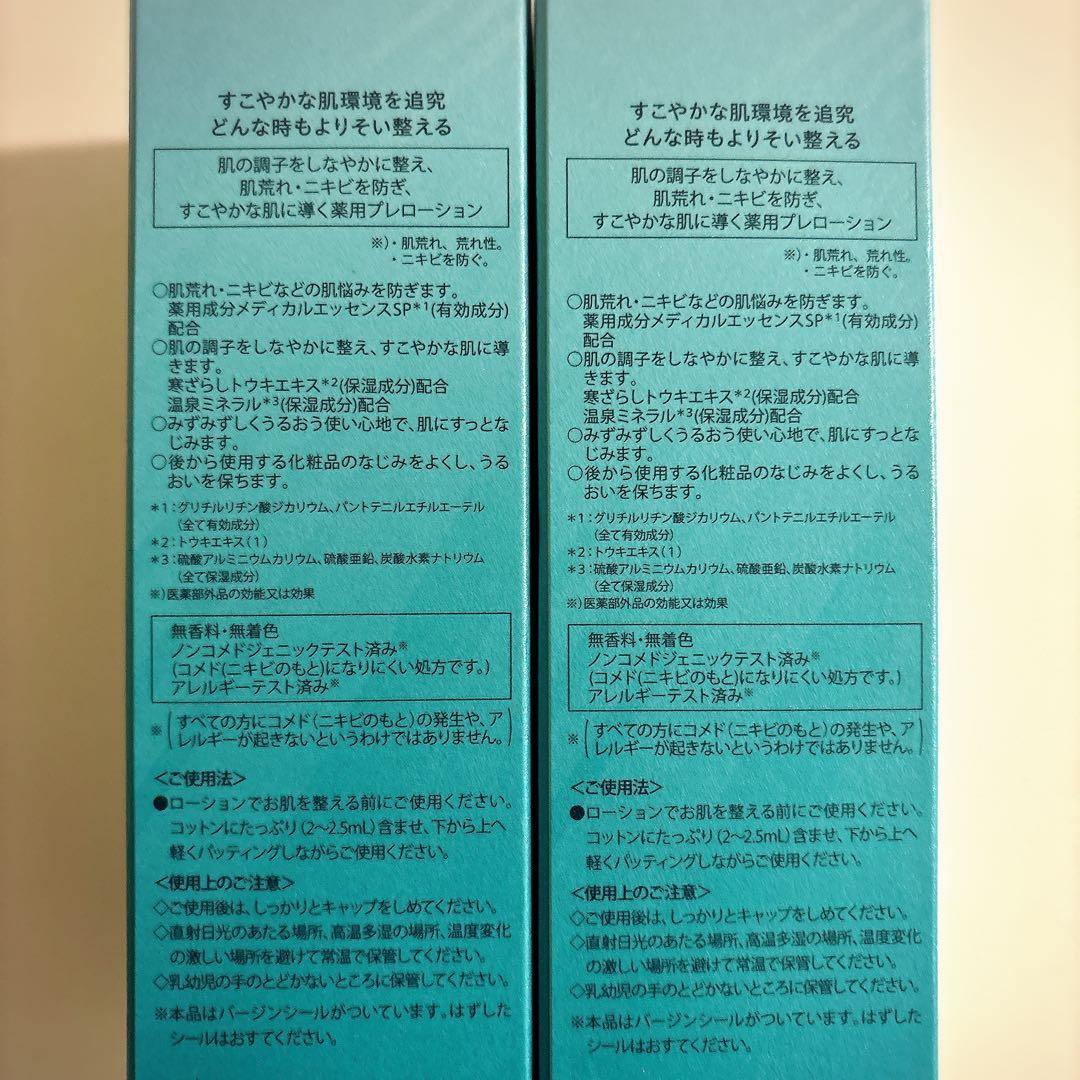 すこやかな肌環境を追究
どんな時もよりそい整える
肌の調子をしなやかに整え、
肌荒れ・ニキビを防ぎ、
すこやかな肌に導く薬用プレローション
※)・肌荒れ、荒れ性。
・ニキビを防ぐ。
○肌荒れ・ニキビなどの肌悩みを防ぎます。
薬用成分メディカルエッセンスSP*1(有効成分)
配合
○肌の調子をしなやかに整え、すこやかな肌に導
きます。
寒ざらしトウキエキス*2(保湿成分)配合
温泉ミネラル*3(保湿成分)配合
○みずみずしくうるおう使い心地で、肌にすっとな
じみます。
○後から使用する化粧品のなじみをよくし、うる
おいを保ちます。
*1:グリチルリチン酸ジカリウム、パントテニルエチルエーテル
(全て有効成分)
*2:トウキエキス(1)
*3:硫酸アルミニウムカリウム、硫酸亜鉛、炭酸水素ナトリウム
(全て保湿成分)
※)医薬部外品の効能又は効果
無香料・無着色
ノンコメドジェニックテスト済み※
(コメド(ニキビのもと)になりにくい処方です。)
アレルギーテスト済み※
※(すべての方にコメド(ニキビのもと)の発生や、ア
レルギーが起きないというわけではありません。)
<ご使用法>
●ローションでお肌を整える前にご使用ください。
コットンにたっぷり(2〜2.5mL)含ませ、下から上へ
軽くパッティングしながらご使用ください。
<使用上のご注意>
◇ご使用後は、しっかりとキャップをしめてください。
◇直射日光のあたる場所、高温多湿の場所、温度変化
の激しい場所を避けて常温で保管してください。
◇乳幼児の手のとどかないところに保管してください。
※本品はバージンシールがついています。はずした
シールはおすてください。
すこやかな肌環境を追究
どんな時もよりそい整える
肌の調子をしなやかに整え、
肌荒れ・ニキビを防ぎ、
すこやかな肌に導く薬用プレローション
※)・肌荒れ、荒れ性。
・ニキビを防ぐ。
○肌荒れ・ニキビなどの肌悩みを防ぎます。
薬用成分メディカルエッセンスSP*1(有効成分)
配合
○肌の調子をしなやかに整え、すこやかな肌に導
きます。
寒ざらしトウキエキス*2(保湿成分)配合
温泉ミネラル*3(保湿成分)配合
○みずみずしくうるおう使い心地で、肌にすっとな
じみます。
○後から使用する化粧品のなじみをよくし、うる
おいを保ちます。
*1:グリチルリチン酸ジカリウム、パントテニルエチルエーテル
(全て有効成分)
*2:トウキエキス(1)
*3:硫酸アルミニウムカリウム、硫酸亜鉛、炭酸水素ナトリウム
(全て保湿成分)
※)医薬部外品の効能又は効果
無香料・無着色
ノンコメドジェニックテスト済み※
(コメド(ニキビのもと)になりにくい処方です。)
アレルギーテスト済み※
※(すべての方にコメド(ニキビのもと)の発生や、ア
レルギーが起きないというわけではありません。)
<ご使用法>
●ローションでお肌を整える前にご使用ください。
コットンにたっぷり(2〜2.5mL)含ませ、下から上へ
軽くパッティングしながらご使用ください。
<使用上のご注意>
◇ご使用後は、しっかりとキャップをしめてください。
◇直射日光のあたる場所、高温多湿の場所、温度変化
の激しい場所を避けて常温で保管してください。
◇乳幼児の手のとどかないところに保管してください。
※本品はバージンシールがついています。はずした
シールはおすてください。